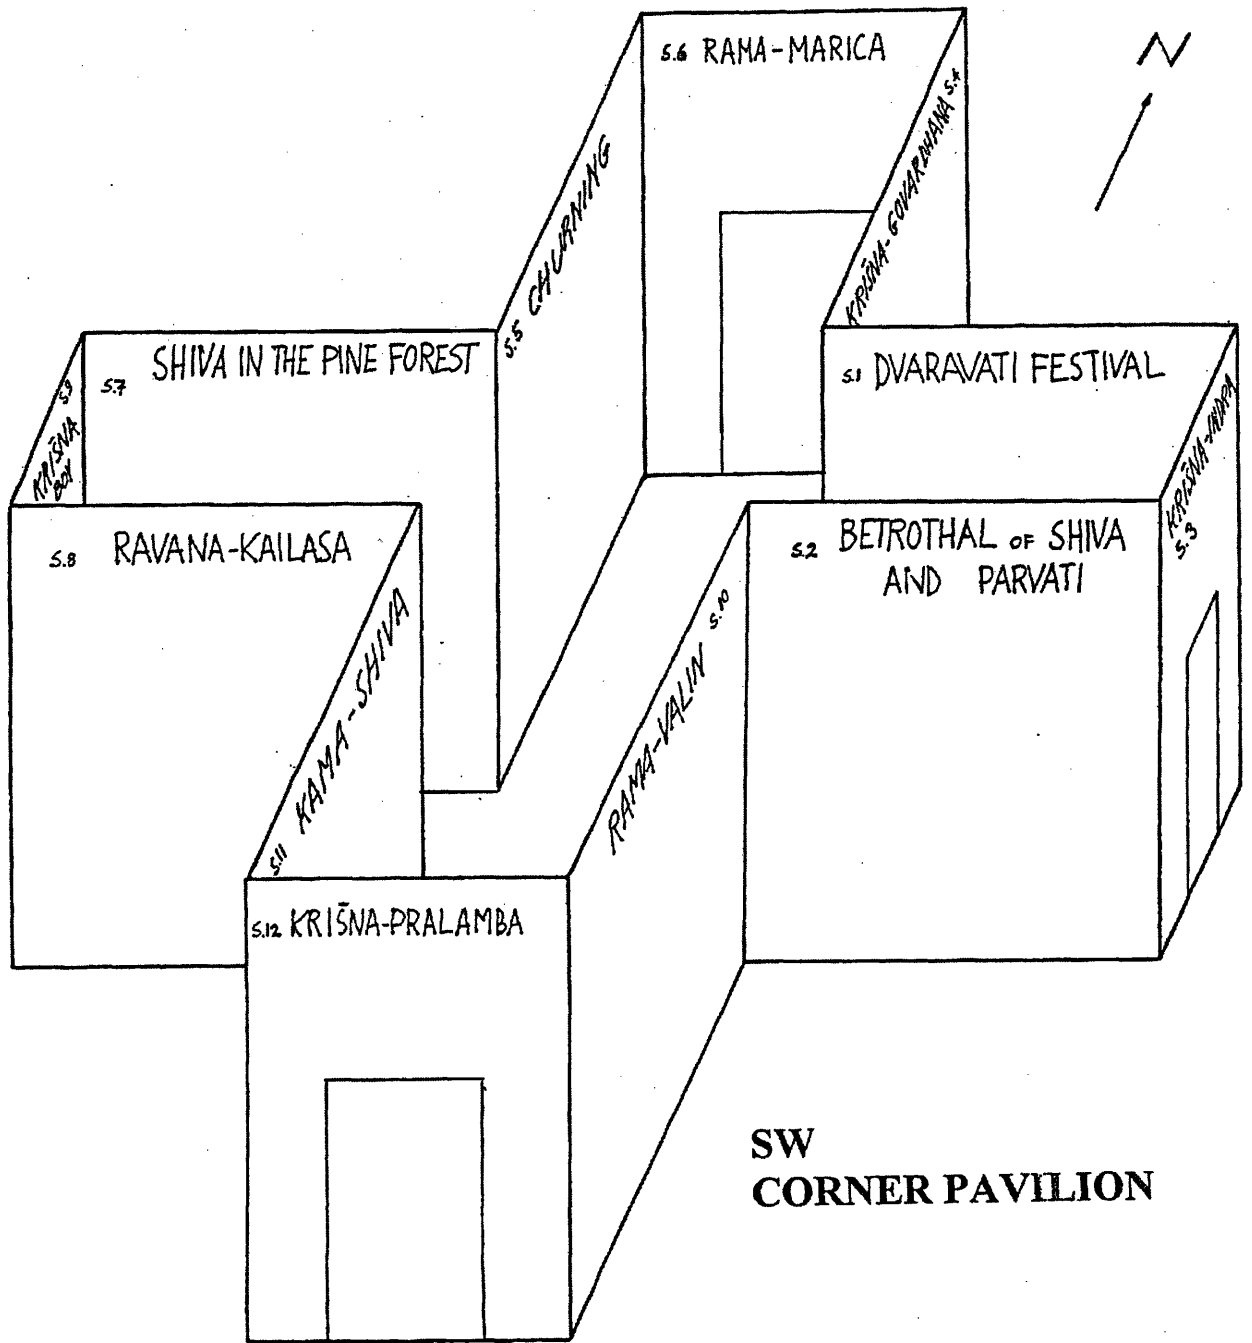 N
S.6 RAMA-MARICA
KRIŠNA-GOVARDHANA S.4
S.5 CHURNING
S.7 SHIVA IN THE PINE FOREST
S.1 DVARAVATI FESTIVAL
KRIŠNA
BOY S.9
KRIŠNA-INDRA
S.3
S.8 RAVANA-KAILASA
S.2 BETROTHAL OF SHIVA
AND PARVATI
S.11 KAMA-SHIVA
RAMA-VALIN S.10
S.12 KRIŠNA-PRALAMBA
SW
CORNER PAVILION